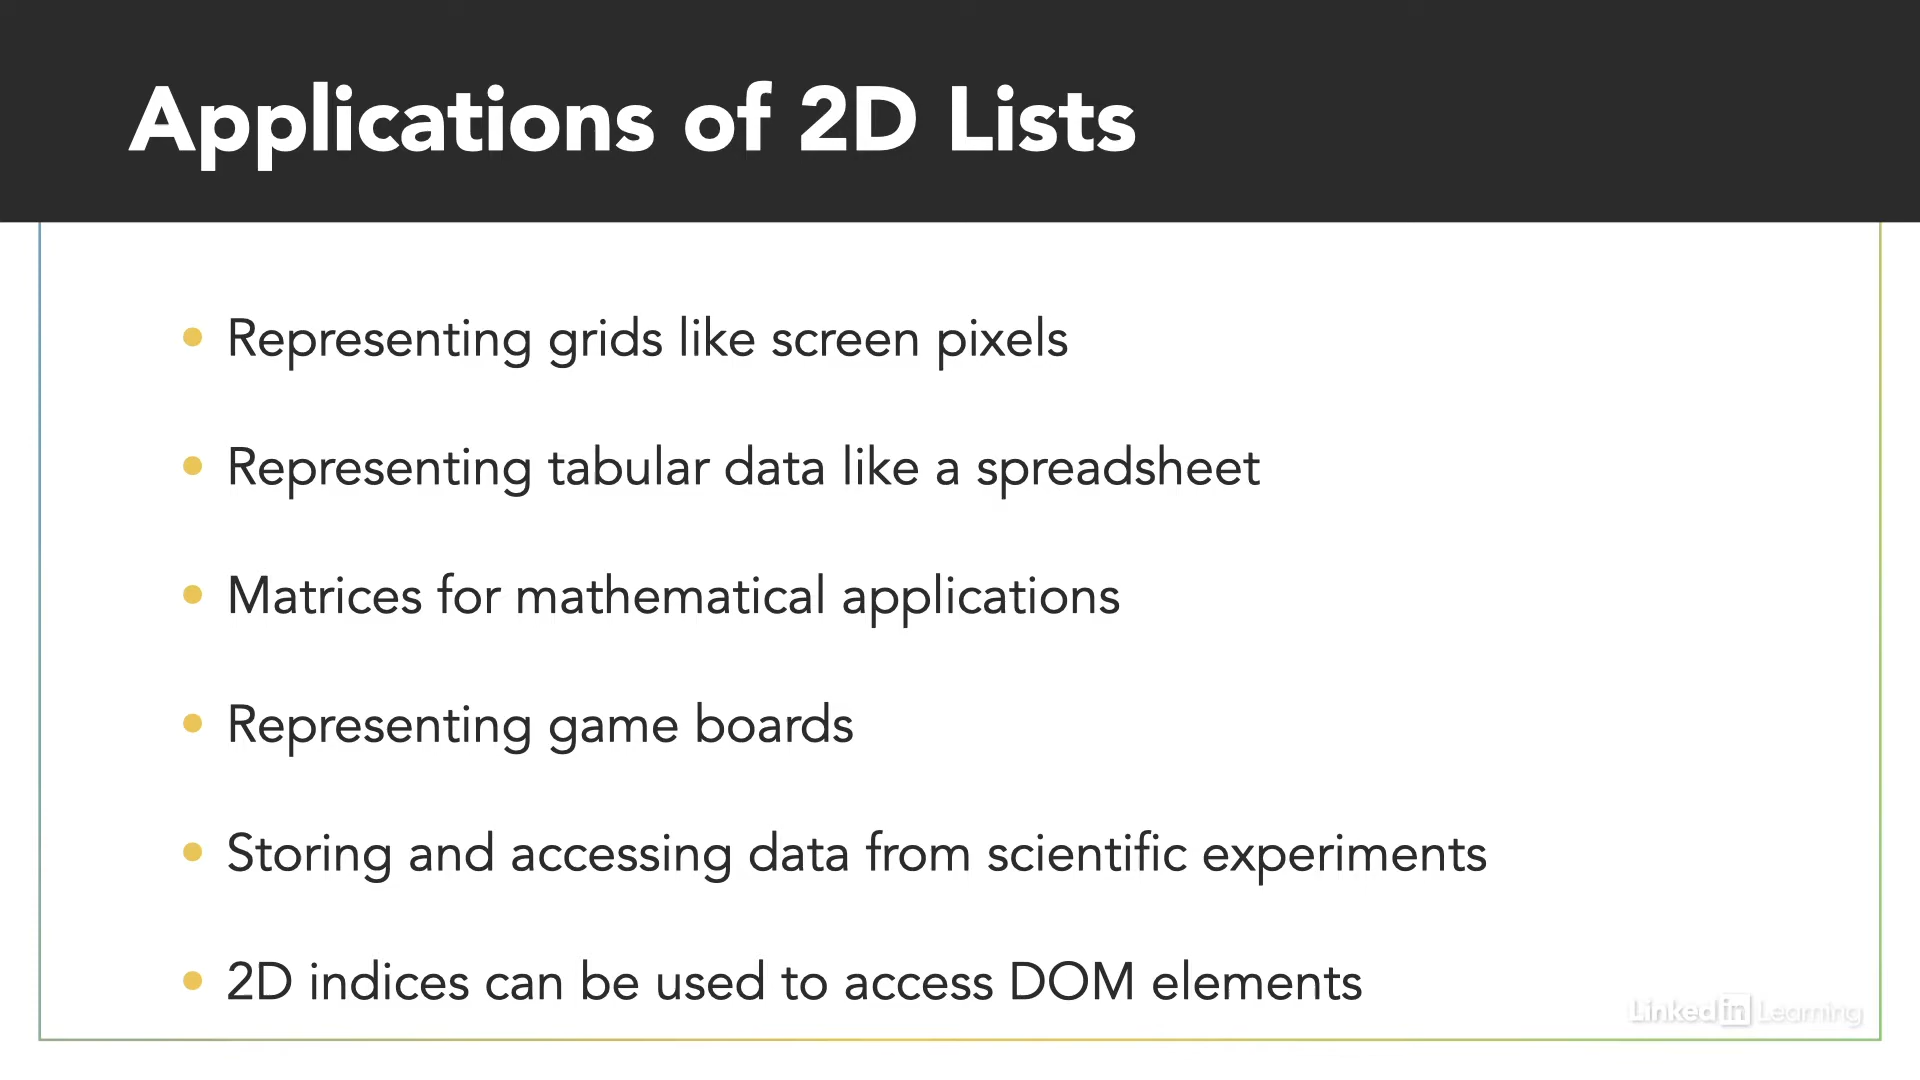 Applications of 2D Lists
• Representing grids like screen pixels
• Representing tabular data like a spreadsheet
• Matrices for mathematical applications
• Representing game boards
• Storing and accessing data from scientific experiments
• 2D indices can be used to access DOM elements
Linked in Learning